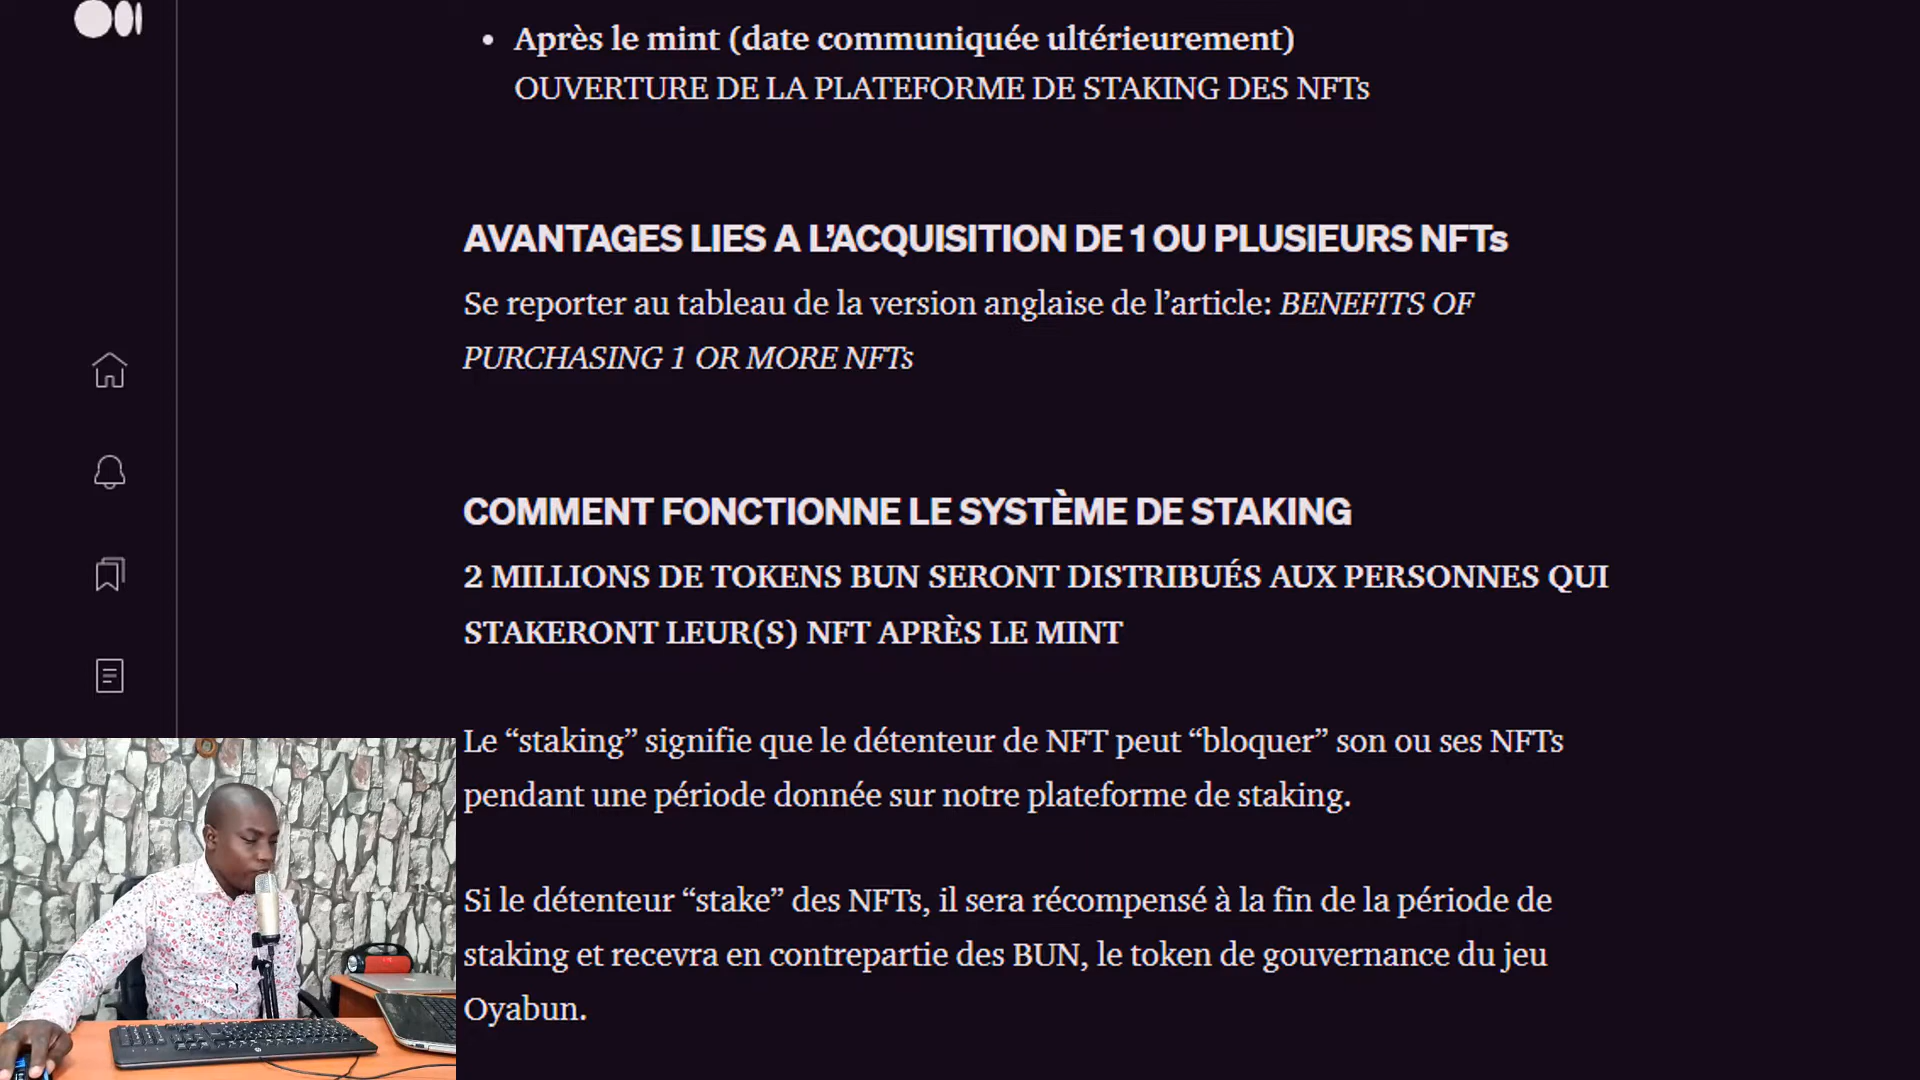 Après le mint (date communiquée ultérieurement)
OUVERTURE DE LA PLATEFORME DE STAKING DES NFTs
AVANTAGES LIES A L’ACQUISITION DE 1 OU PLUSIEURS NFTs
Se reporter au tableau de la version anglaise de l’article: BENEFITS OF
PURCHASING 1 OR MORE NFTs
COMMENT FONCTIONNE LE SYSTÈME DE STAKING
2 MILLIONS DE TOKENS BUN SERONT DISTRIBUÉS AUX PERSONNES QUI
STAKERONT LEUR(S) NFT APRÈS LE MINT
Le “staking” signifie que le détenteur de NFT peut “bloquer” son ou ses NFTs
pendant une période donnée sur notre plateforme de staking.
Si le détenteur “stake” des NFTs, il sera récompensé à la fin de la période de
staking et recevra en contrepartie des BUN, le token de gouvernance du jeu
Oyabun.